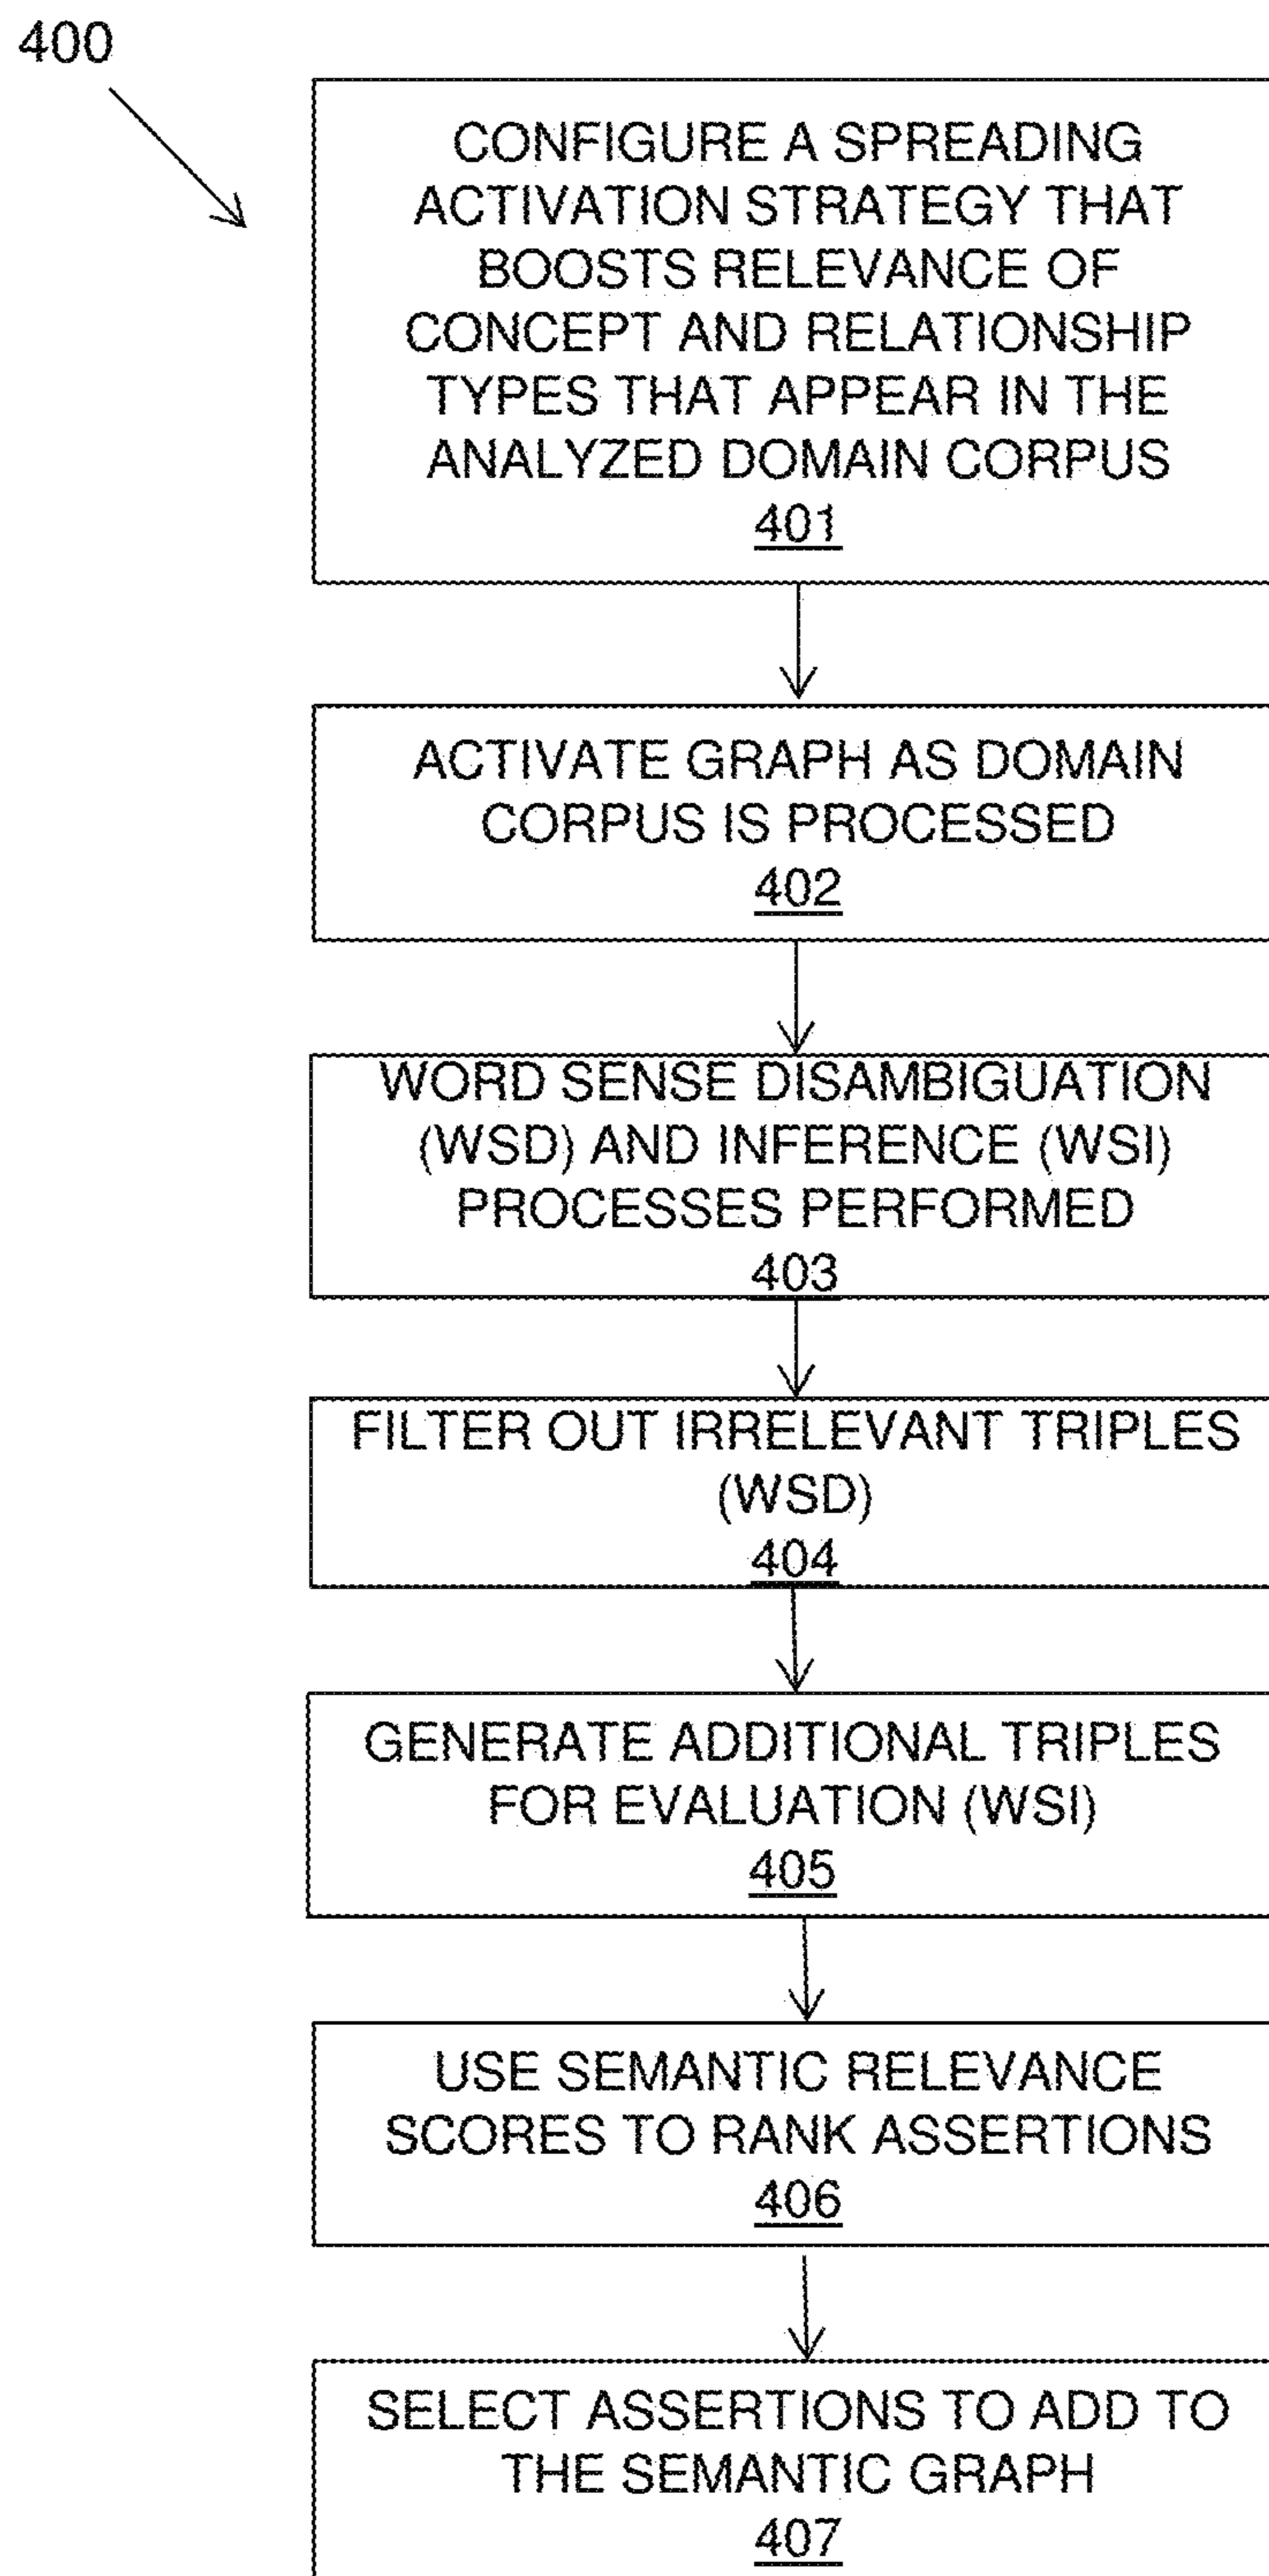 400
CONFIGURE A SPREADING
ACTIVATION STRATEGY THAT
BOOSTS RELEVANCE OF
CONCEPT AND RELATIONSHIP
TYPES THAT APPEAR IN THE
ANALYZED DOMAIN CORPUS
401
ACTIVATE GRAPH AS DOMAIN
CORPUS IS PROCESSED
402
WORD SENSE DISAMBIGUATION
(WSD) AND INFERENCE (WSI)
PROCESSES PERFORMED
403
FILTER OUT IRRELEVANT TRIPLES
(WSD)
404
GENERATE ADDITIONAL TRIPLES
FOR EVALUATION (WSI)
405
USE SEMANTIC RELEVANCE
SCORES TO RANK ASSERTIONS
406
SELECT ASSERTIONS TO ADD TO
THE SEMANTIC GRAPH
407